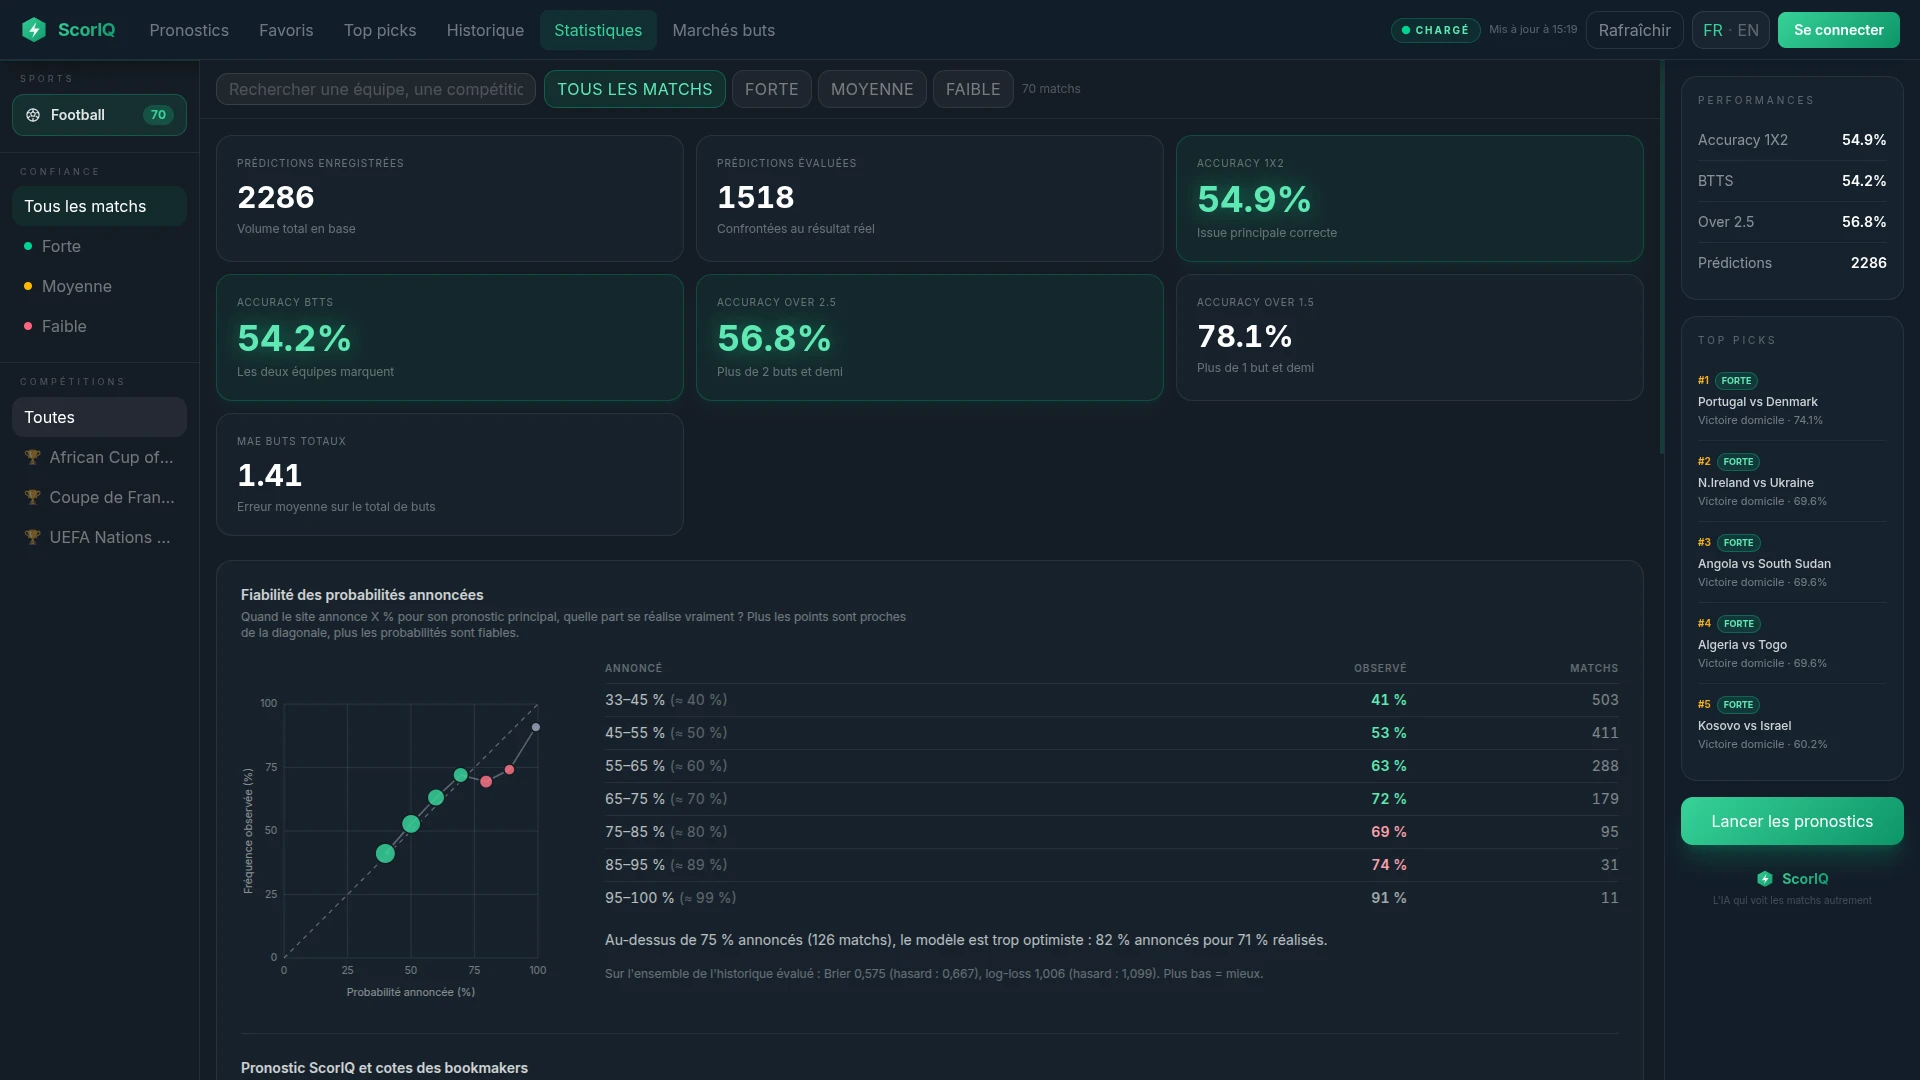 ScorIQ
Pronostics
Favoris
Top picks
Historique
Statistiques
Marchés buts
CHARGÉ
Mis à jour à 15:19
Rafraîchir
FR · EN
Se connecter
SPORTS
Football
70
CONFIANCE
Tous les matchs
Forte
Moyenne
Faible
COMPÉTITIONS
Toutes
African Cup of...
Coupe de Fran...
UEFA Nations ...
Rechercher une équipe, une compétitic
TOUS LES MATCHS
FORTE
MOYENNE
FAIBLE
70 matchs
PRÉDICTIONS ENREGISTRÉES
2286
Volume total en base
PRÉDICTIONS ÉVALUÉES
1518
Confrontées au résultat réel
ACCURACY 1X2
54.9%
Issue principale correcte
ACCURACY BTTS
54.2%
Les deux équipes marquent
ACCURACY OVER 2.5
56.8%
Plus de 2 buts et demi
ACCURACY OVER 1.5
78.1%
Plus de 1 but et demi
MAE BUTS TOTAUX
1.41
Erreur moyenne sur le total de buts
Fiabilité des probabilités annoncées
Quand le site annonce X % pour son pronostic principal, quelle part se réalise vraiment ? Plus les points sont proches
de la diagonale, plus les probabilités sont fiables.
Fréquence observée (%)
100
75
50
25
0
0
25
50
75
100
Probabilité annoncée (%)
ANNONCÉ OBSERVÉ MATCHS
33–45 % (≈ 40 %) 41 % 503
45–55 % (≈ 50 %) 53 % 411
55–65 % (≈ 60 %) 63 % 288
65–75 % (≈ 70 %) 72 % 179
75–85 % (≈ 80 %) 69 % 95
85–95 % (≈ 89 %) 74 % 31
95–100 % (≈ 99 %) 91 % 11
Au-dessus de 75 % annoncés (126 matchs), le modèle est trop optimiste : 82 % annoncés pour 71 % réalisés.
Sur l'ensemble de l'historique évalué : Brier 0,575 (hasard : 0,667), log-loss 1,006 (hasard : 1,099). Plus bas = mieux.
Pronostic ScorIQ et cotes des bookmakers
PERFORMANCES
Accuracy 1X2 54.9%
BTTS 54.2%
Over 2.5 56.8%
Prédictions 2286
TOP PICKS
#1 FORTE
Portugal vs Denmark
Victoire domicile · 74.1%
#2 FORTE
N.Ireland vs Ukraine
Victoire domicile · 69.6%
#3 FORTE
Angola vs South Sudan
Victoire domicile · 69.6%
#4 FORTE
Algeria vs Togo
Victoire domicile · 69.6%
#5 FORTE
Kosovo vs Israel
Victoire domicile · 60.2%
Lancer les pronostics
ScorIQ
L'IA qui voit les matchs autrement